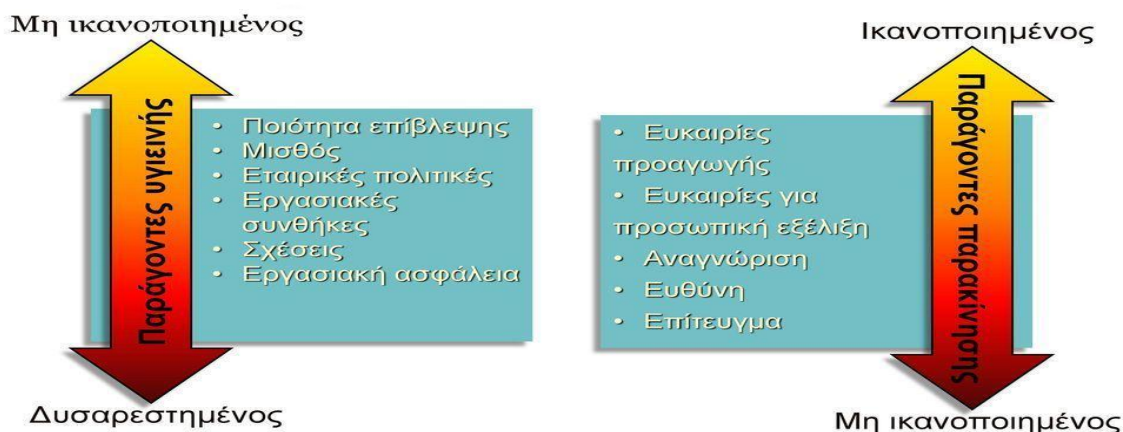 Μη ικανοποιημένος
Παράγοντες υγιεινής
• Ποιότητα επίβλεψης
• Μισθός
• Εταιρικές πολιτικές
• Εργασιακές
συνθήκες
• Σχέσεις
• Εργασιακή ασφάλεια
Δυσαρεστημένος
Ικανοποιημένος
• Ευκαιρίες
προαγωγής
• Ευκαιρίες για
προσωπική εξέλιξη
• Αναγνώριση
• Ευθύνη
• Επίτευγμα
Παράγοντες παρακίνησης
Μη ικανοποιημένος